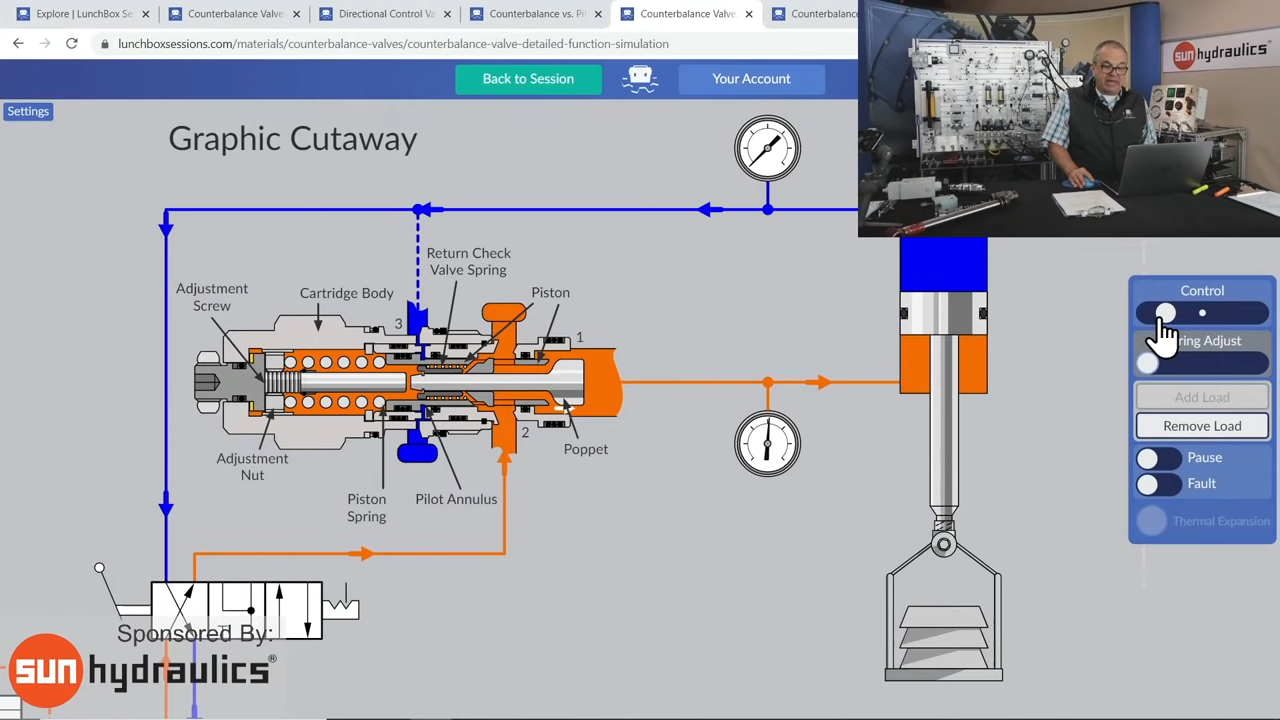 Explore | LunchBox Se
Counterbalance Valve
Directional Control Va
Counterbalance vs. Pi
Counterbalance Valve.
Counterbalanc
lunchboxsessions.com/
/counterbalance-valves/counterbalance-valve-detailed-function-simulation
Back to Session
Your Account
sun hydraulics®
Settings
Graphic Cutaway
Return Check
Valve Spring
Adjustment
Screw
Cartridge Body
Piston
3
1
2
Adjustment
Nut
Piston
Spring
Pilot Annulus
Poppet
Control
ring Adjust
Add Load
Remove Load
Pause
Fault
Thermal Expansion
Sponsored By:
sun hydraulics®